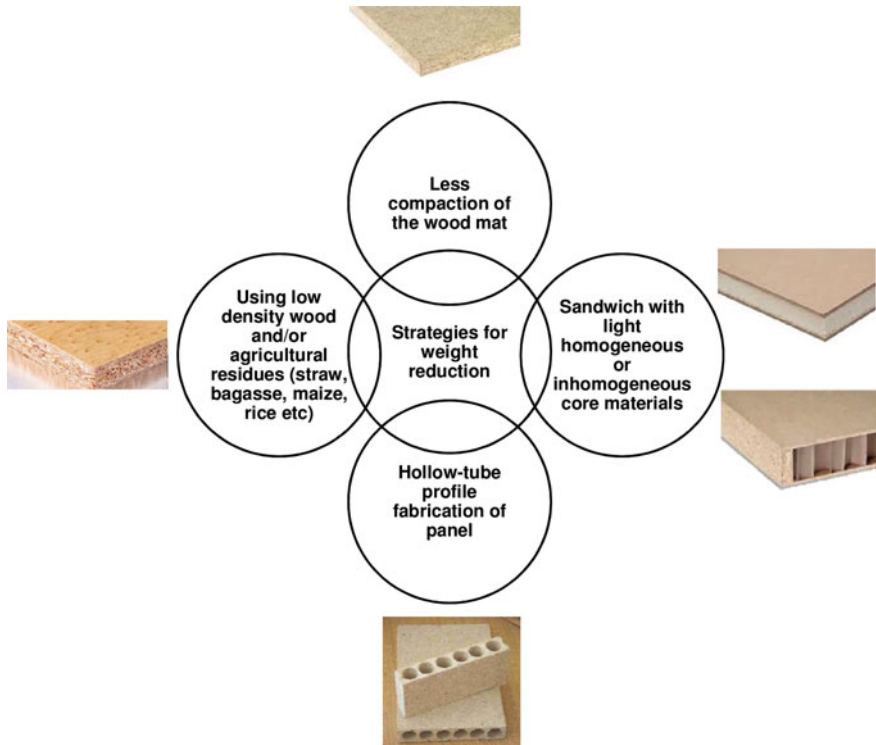 Less
compaction of
the wood mat
Using low
density wood
and/or
agricultural
residues (straw,
bagasse, maize,
rice etc)
Strategies for
weight
reduction
Sandwich with
light
homogeneous
or
inhomogeneous
core materials
Hollow-tube
profile
fabrication of
panel